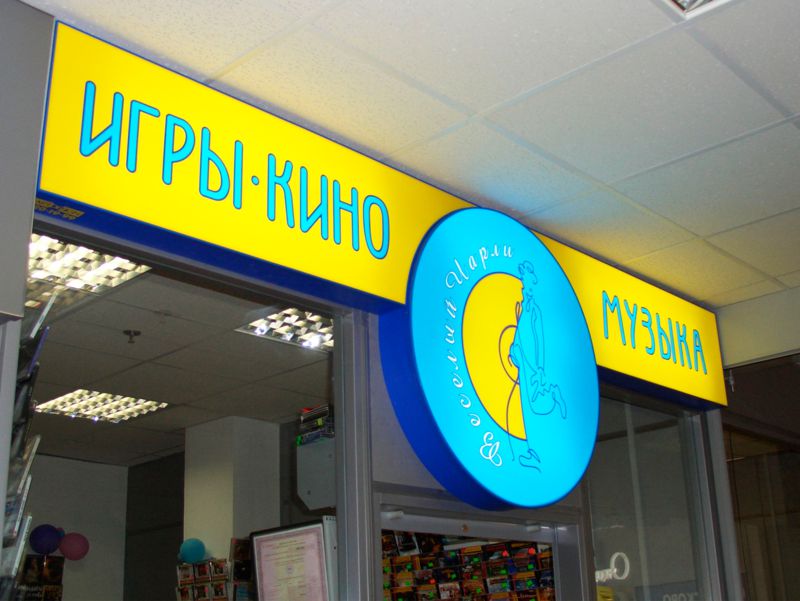 ИГРЫ·КИНО
Веселый Чарли
МУЗЫКА